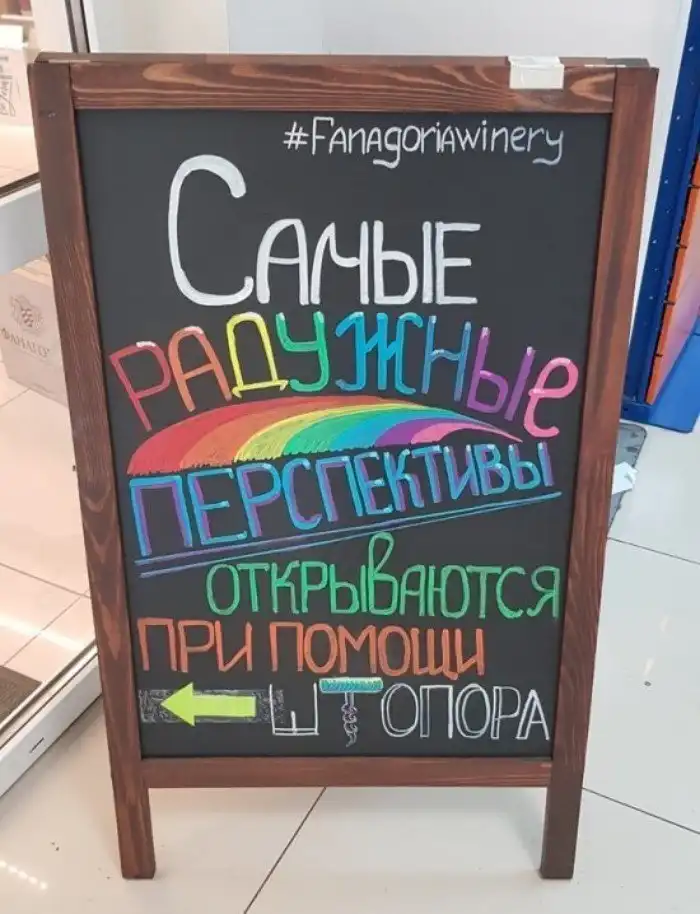 #Fanagoriawinery
Самые
радужные
перспективы
открываются
при помощи
штопора